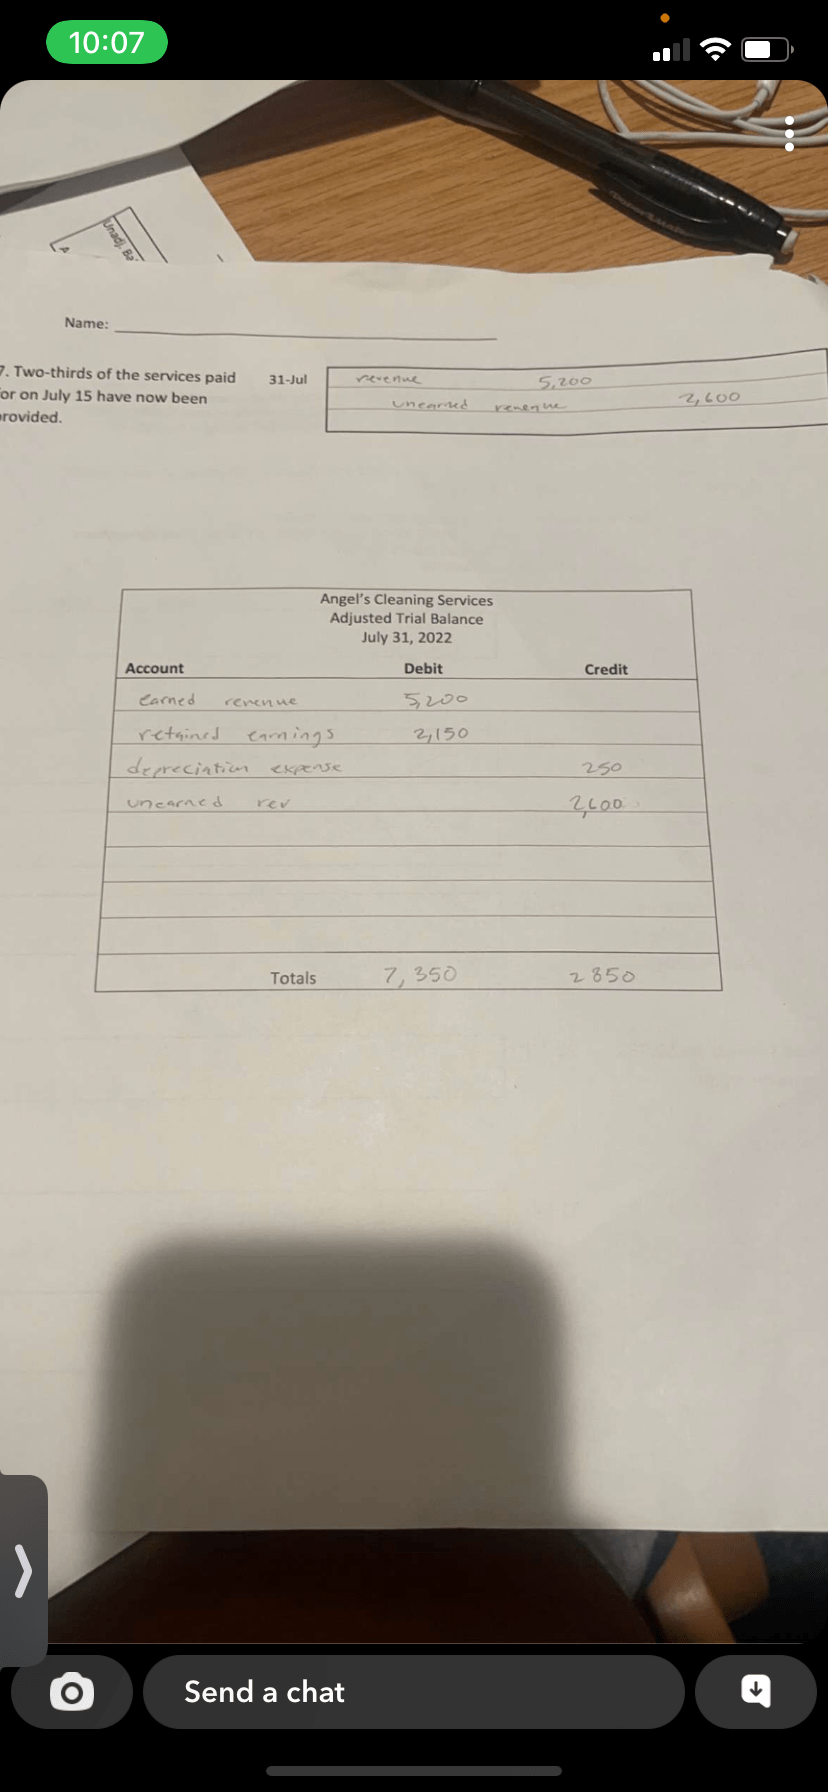 10:07
Unadj. Ba
Name:
7. Two-thirds of the services paid 31-Jul revenue 5,200
for on July 15 have now been unearned revenue 2,600
provided.
Angel's Cleaning Services
Adjusted Trial Balance
July 31, 2022
Account Debit Credit
earned revenue 5,200
retained earnings 2,150
depreciation expense 250
unearned rev 2,600
Totals 7,350 2850
Send a chat